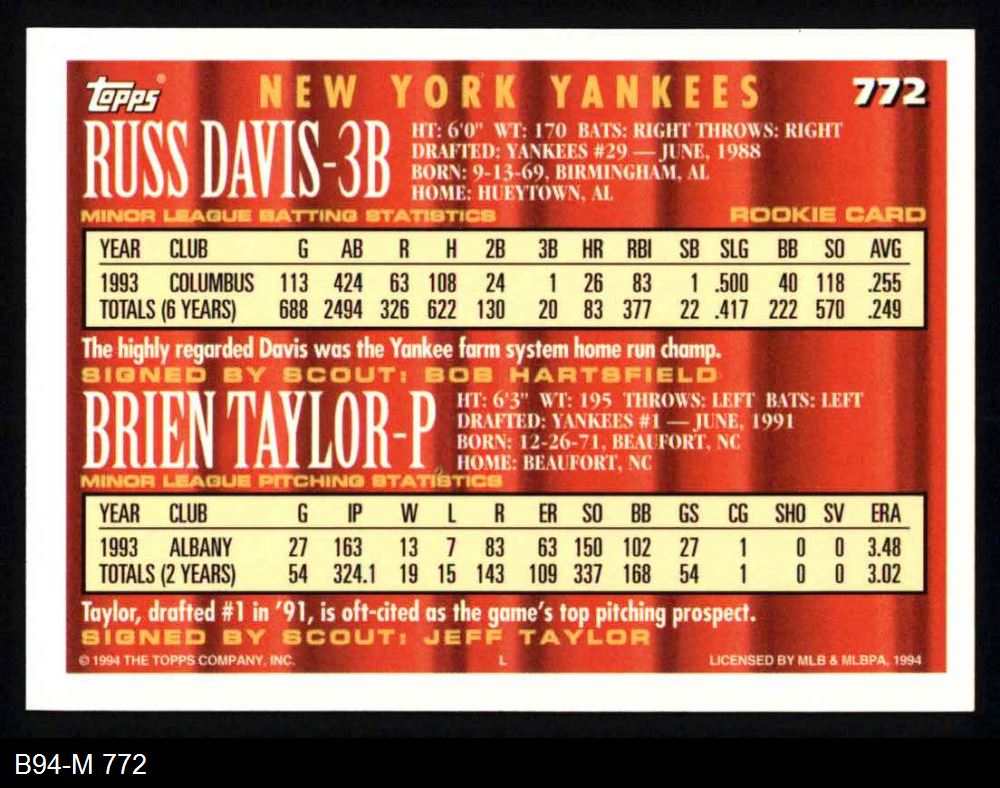 Topps® NEW YORK YANKEES 772
RUSS DAVIS-3B
HT: 6'0" WT: 170 BATS: RIGHT THROWS: RIGHT
DRAFTED: YANKEES #29 — JUNE, 1988
BORN: 9-13-69, BIRMINGHAM, AL
HOME: HUEYTOWN, AL
MINOR LEAGUE BATTING STATISTICS ROOKIE CARD
YEAR CLUB G AB R H 2B 3B HR RBI SB SLG BB SO AVG
1993 COLUMBUS 113 424 63 108 24 1 26 83 1 .500 40 118 .255
TOTALS (6 YEARS) 688 2494 326 622 130 20 83 377 22 .417 222 570 .249
The highly regarded Davis was the Yankee farm system home run champ.
SIGNED BY SCOUT: BOB HARTSFIELD
BRIEN TAYLOR-P
HT: 6'3" WT: 195 THROWS: LEFT BATS: LEFT
DRAFTED: YANKEES #1 — JUNE, 1991
BORN: 12-26-71, BEAUFORT, NC
HOME: BEAUFORT, NC
MINOR LEAGUE PITCHING STATISTICS
YEAR CLUB G IP W L R ER SO BB GS CG SHO SV ERA
1993 ALBANY 27 163 13 7 83 63 150 102 27 1 0 0 3.48
TOTALS (2 YEARS) 54 324.1 19 15 143 109 337 168 54 1 0 0 3.02
Taylor, drafted #1 in '91, is oft-cited as the game's top pitching prospect.
SIGNED BY SCOUT: JEFF TAYLOR
© 1994 THE TOPPS COMPANY, INC. L LICENSED BY MLB & MLBPA, 1994
B94-M 772